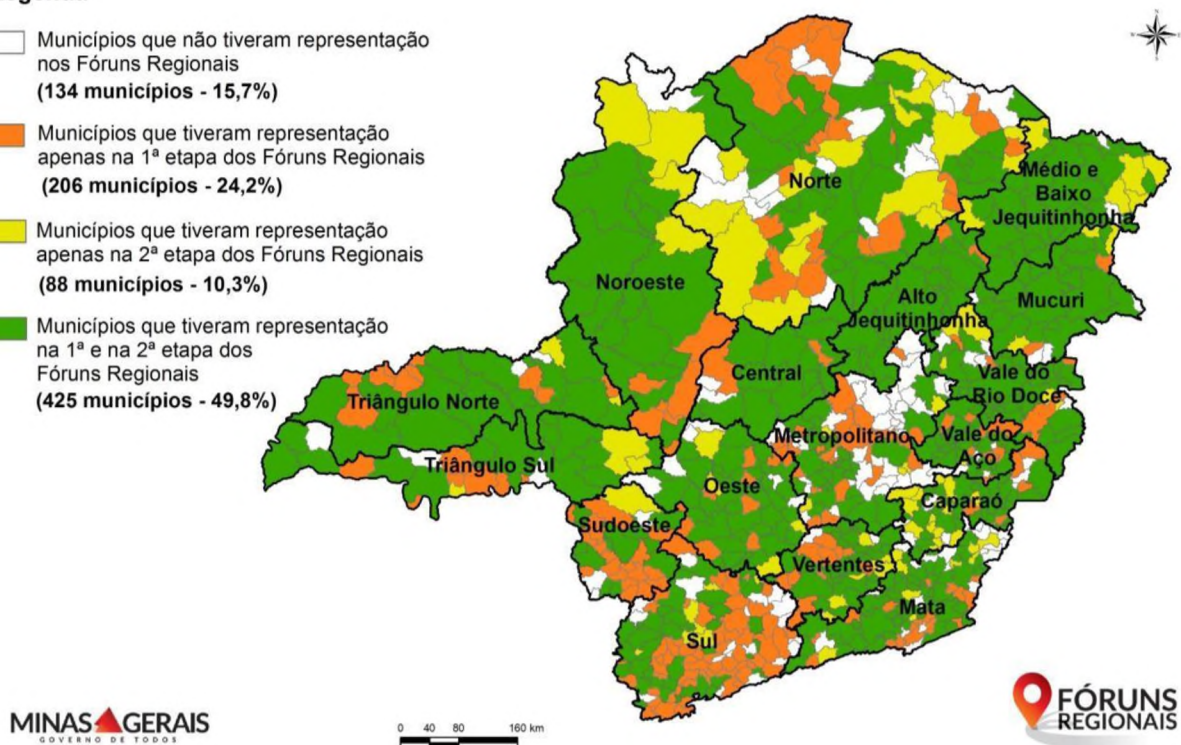 Municípios que não tiveram representação
nos Fóruns Regionais
(134 municípios - 15,7%)
Municípios que tiveram representação
apenas na 1ª etapa dos Fóruns Regionais
(206 municípios - 24,2%)
Municípios que tiveram representação
apenas na 2ª etapa dos Fóruns Regionais
(88 municípios - 10,3%)
Municípios que tiveram representação
na 1ª e na 2ª etapa dos
Fóruns Regionais
(425 municípios - 49,8%)
Norte
Médio e
Baixo
Jequitinhonha
Noroeste
Alto
Jequitinhonha
Mucuri
Central
Vale do
Rio Doce
Triângulo Norte
Metropolitano
Vale do
Aço
Triângulo Sul
Oeste
Caparaó
Sudoeste
Vertentes
Mata
Sul
MINAS GERAIS
GOVERNO DE TODOS
0 40 80 160 km
FÓRUNS
REGIONAIS